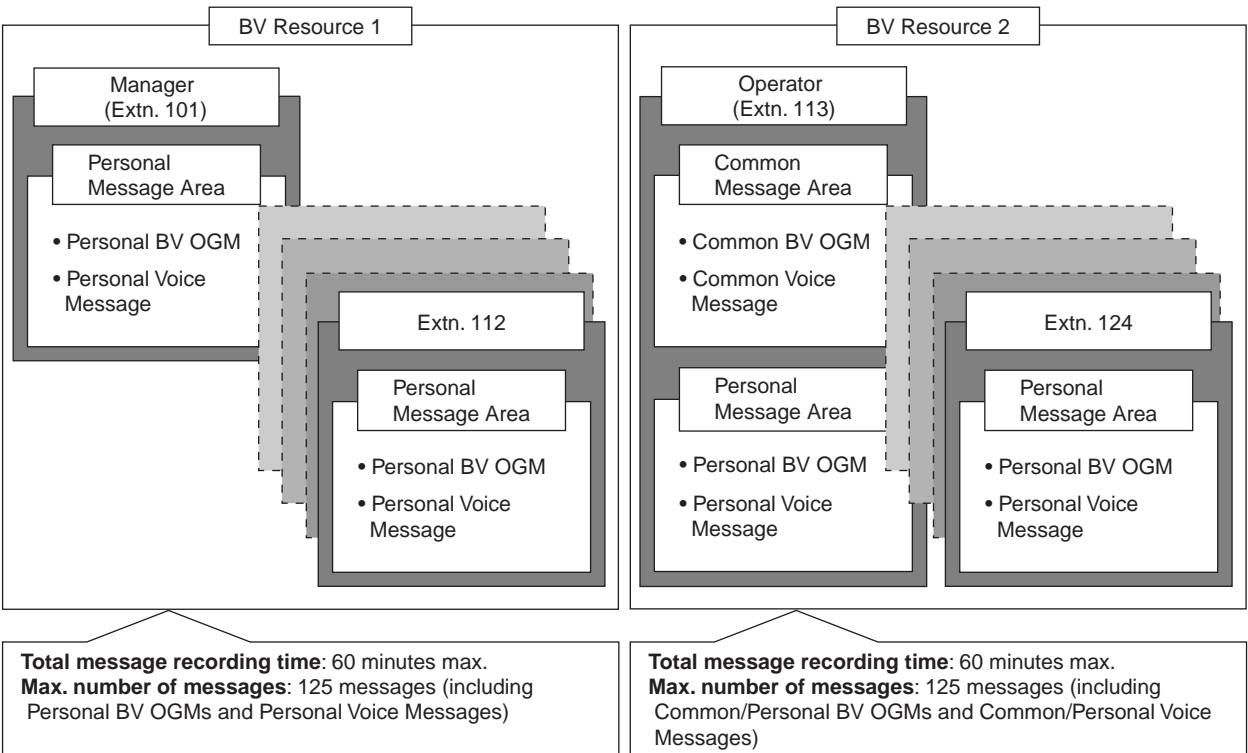 BV Resource 1
Manager
(Extn. 101)
Personal
Message Area
• Personal BV OGM
• Personal Voice
Message
Extn. 112
Personal
Message Area
• Personal BV OGM
• Personal Voice
Message
Total message recording time: 60 minutes max.
Max. number of messages: 125 messages (including
Personal BV OGMs and Personal Voice Messages)
BV Resource 2
Operator
(Extn. 113)
Common
Message Area
• Common BV OGM
• Common Voice
Message
Personal
Message Area
• Personal BV OGM
• Personal Voice
Message
Extn. 124
Personal
Message Area
• Personal BV OGM
• Personal Voice
Message
Total message recording time: 60 minutes max.
Max. number of messages: 125 messages (including
Common/Personal BV OGMs and Common/Personal Voice
Messages)